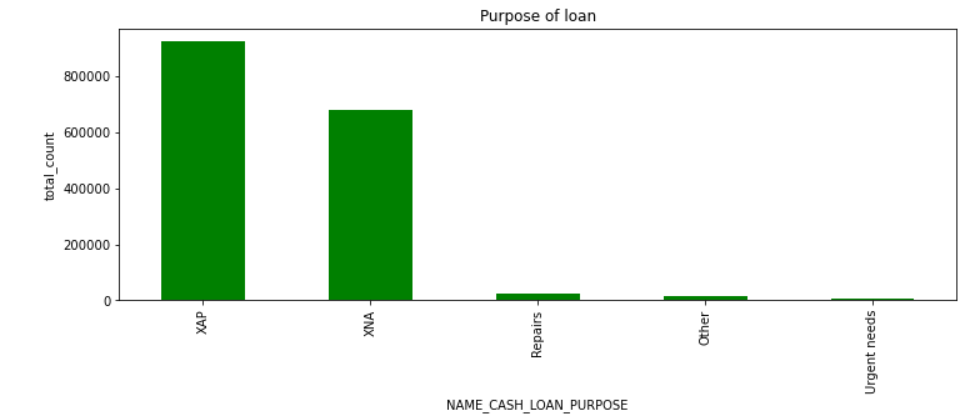 Purpose of loan
total_count
800000
600000
400000
200000
0
XAP
XNA
Repairs
Other
Urgent needs
NAME_CASH_LOAN_PURPOSE